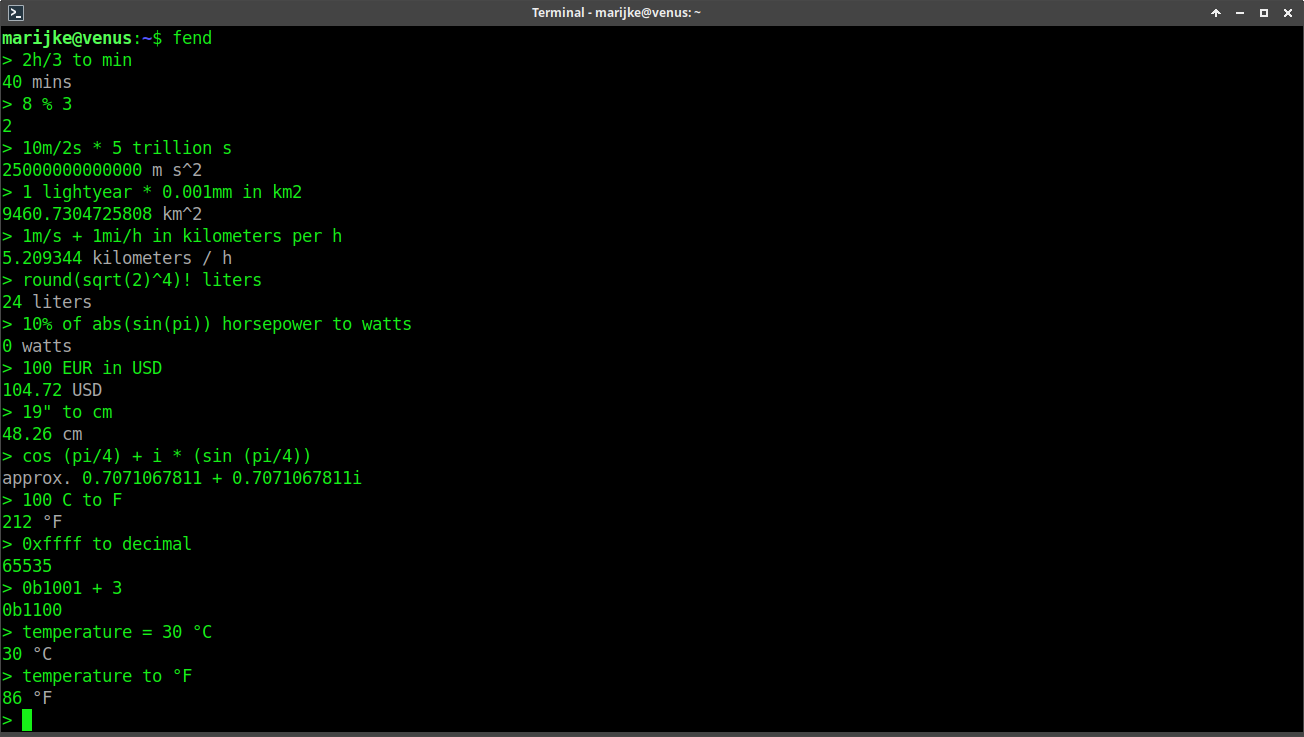 Terminal - marijke@venus: ~
marijke@venus:~$ fend
> 2h/3 to min
40 mins
> 8 % 3
2
> 10m/2s * 5 trillion s
25000000000000 m s^2
> 1 lightyear * 0.001mm in km2
9460.7304725808 km^2
> 1m/s + 1mi/h in kilometers per h
5.209344 kilometers / h
> round(sqrt(2)^4)! liters
24 liters
> 10% of abs(sin(pi)) horsepower to watts
0 watts
> 100 EUR in USD
104.72 USD
> 19" to cm
48.26 cm
> cos (pi/4) + i * (sin (pi/4))
approx. 0.7071067811 + 0.7071067811i
> 100 C to F
212 °F
> 0xffff to decimal
65535
> 0b1001 + 3
0b1100
> temperature = 30 °C
30 °C
> temperature to °F
86 °F
>